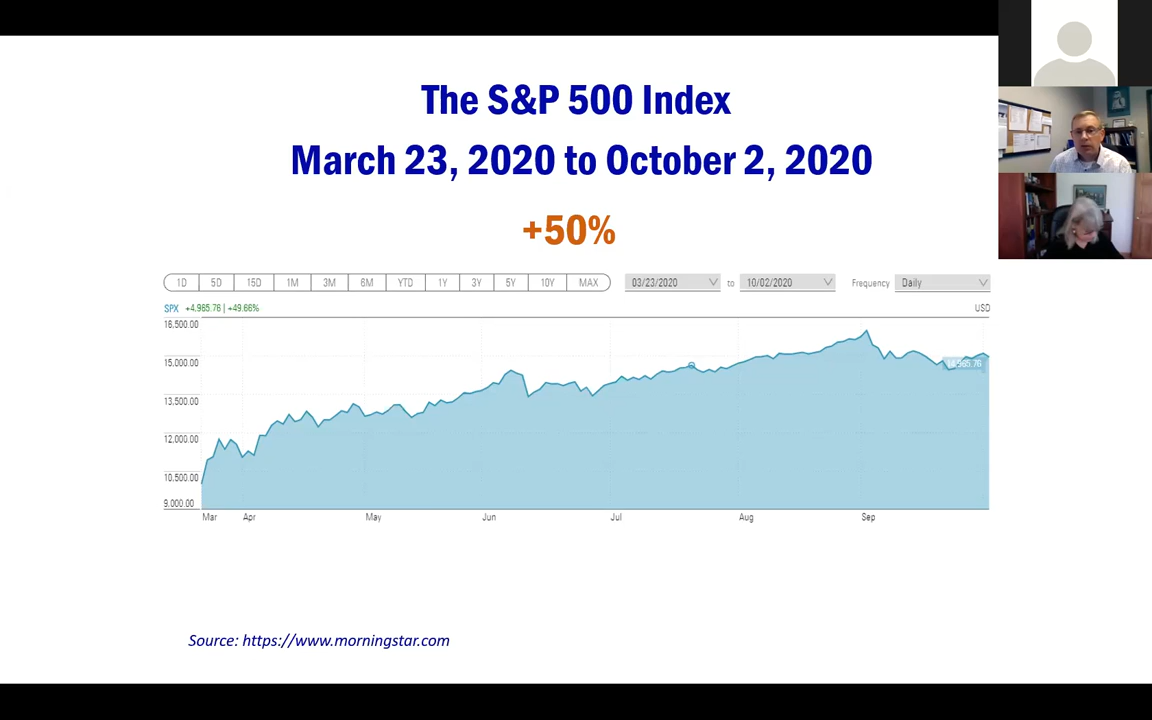 The S&P 500 Index
March 23, 2020 to October 2, 2020
+50%
1D 5D 15D 1M 3M 6M YTD 1Y 3Y 5Y 10Y MAX 03/23/2020 to 10/02/2020 Frequency Daily
SPX +4,965.76 | +49.66% USD
16,500.00
15,000.00
13,500.00
12,000.00
10,500.00
9,000.00
Mar Apr May Jun Jul Aug Sep
Source: https://www.morningstar.com